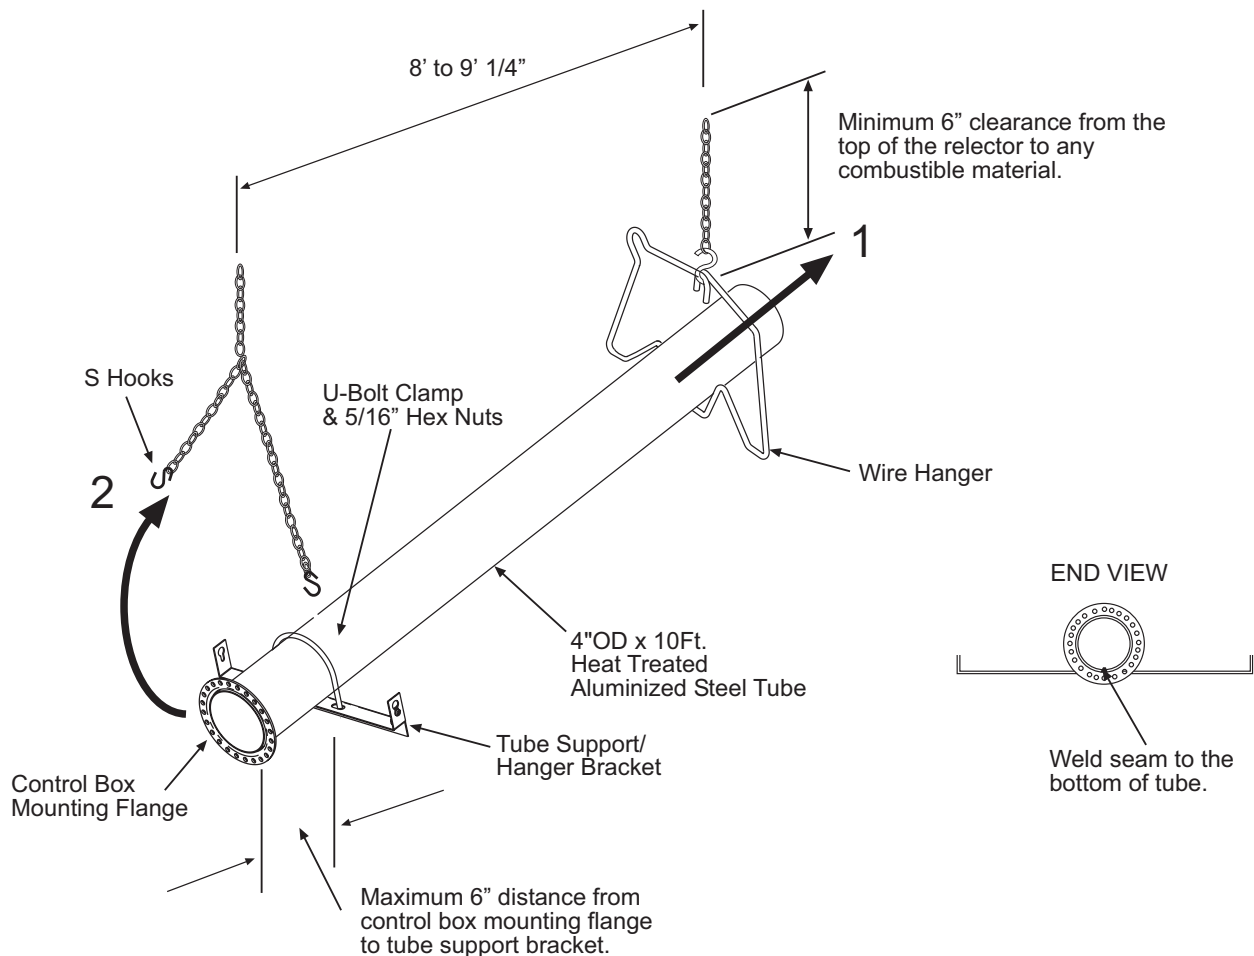 8’ to 9’ 1/4”
Minimum 6” clearance from the
top of the relector to any
combustible material.
1
S Hooks
U-Bolt Clamp
& 5/16” Hex Nuts
2
Wire Hanger
END VIEW
4"OD x 10Ft.
Heat Treated
Aluminized Steel Tube
Tube Support/
Hanger Bracket
Control Box
Mounting Flange
Weld seam to the
bottom of tube.
Maximum 6” distance from
control box mounting flange
to tube support bracket.